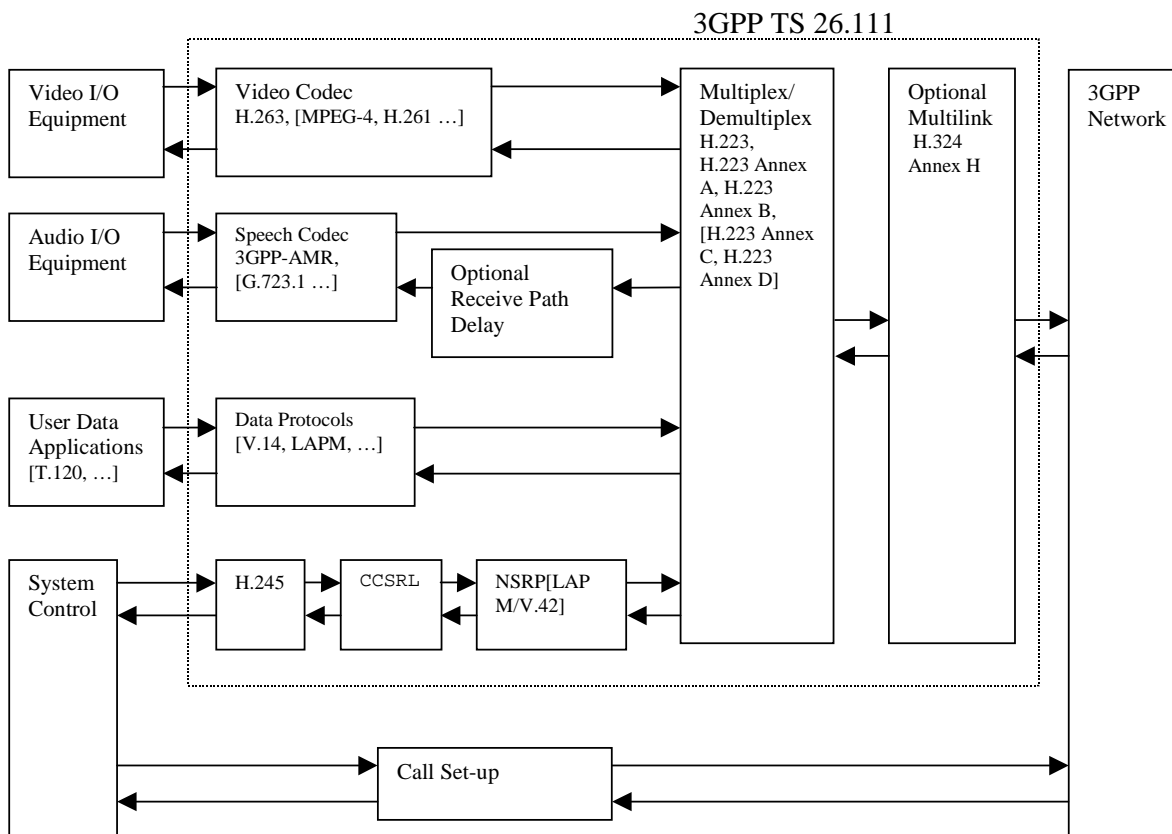 3GPP TS 26.111
Video I/O
Equipment
Video Codec
H.263, [MPEG-4, H.261 …]
Multiplex/
Demultiplex
H.223,
H.223 Annex
A, H.223
Annex B,
[H.223 Annex
C, H.223
Annex D]
Optional
Multilink
H.324
Annex H
3GPP
Network
Audio I/O
Equipment
Speech Codec
3GPP-AMR,
[G.723.1 …]
Optional
Receive Path
Delay
User Data
Applications
[T.120, …]
Data Protocols
[V.14, LAPM, …]
System
Control
H.245
CCSRL
NSRP[LAP
M/V.42]
Call Set-up